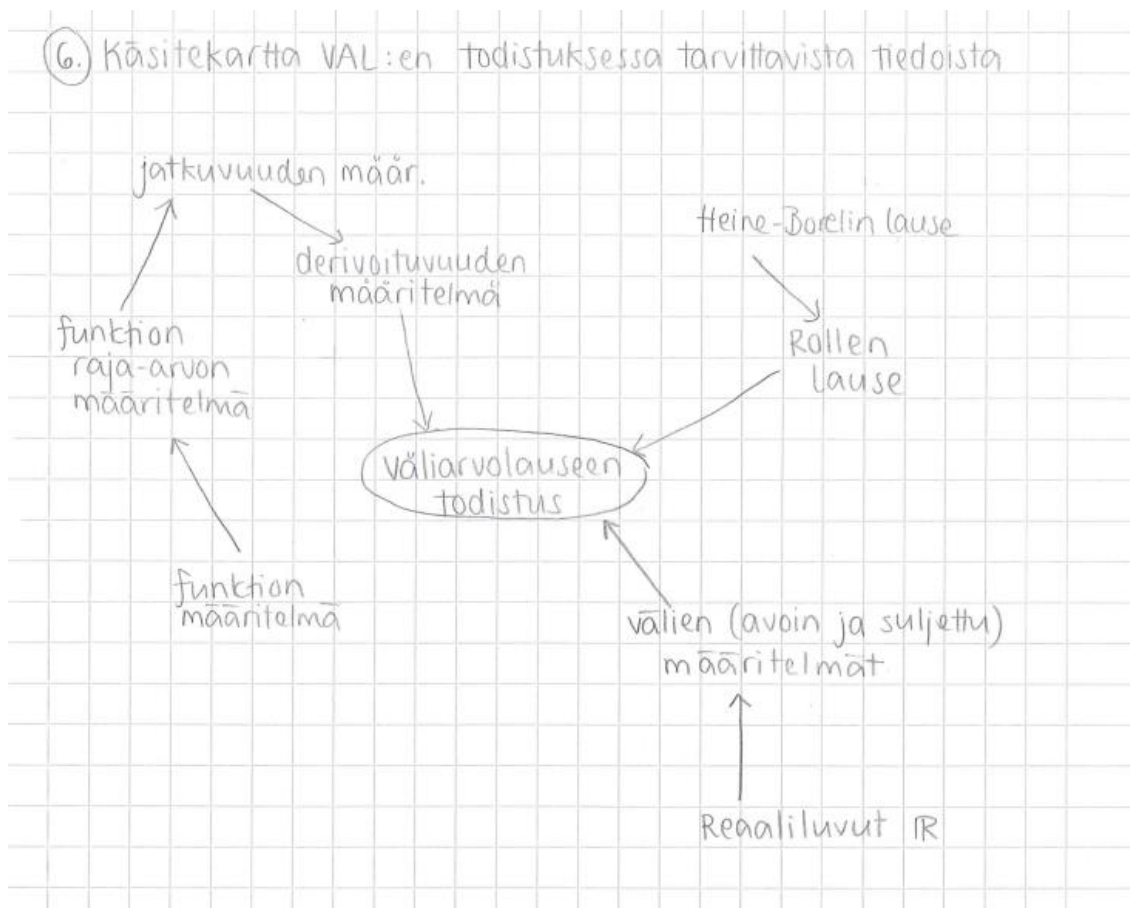 6. Käsitekartta VAL:en todistuksessa tarvittavista tiedoista
jatkuvuuden määr.
Heine-Borelin lause
derivoituvuuden
määritelmä
funktion
raja-arvon
määritelmä
Rollen
lause
väliarvolauseen
todistus
funktion
määritelmä
välien (avoin ja suljettu)
määritelmät
Reaaliluvut ℝ